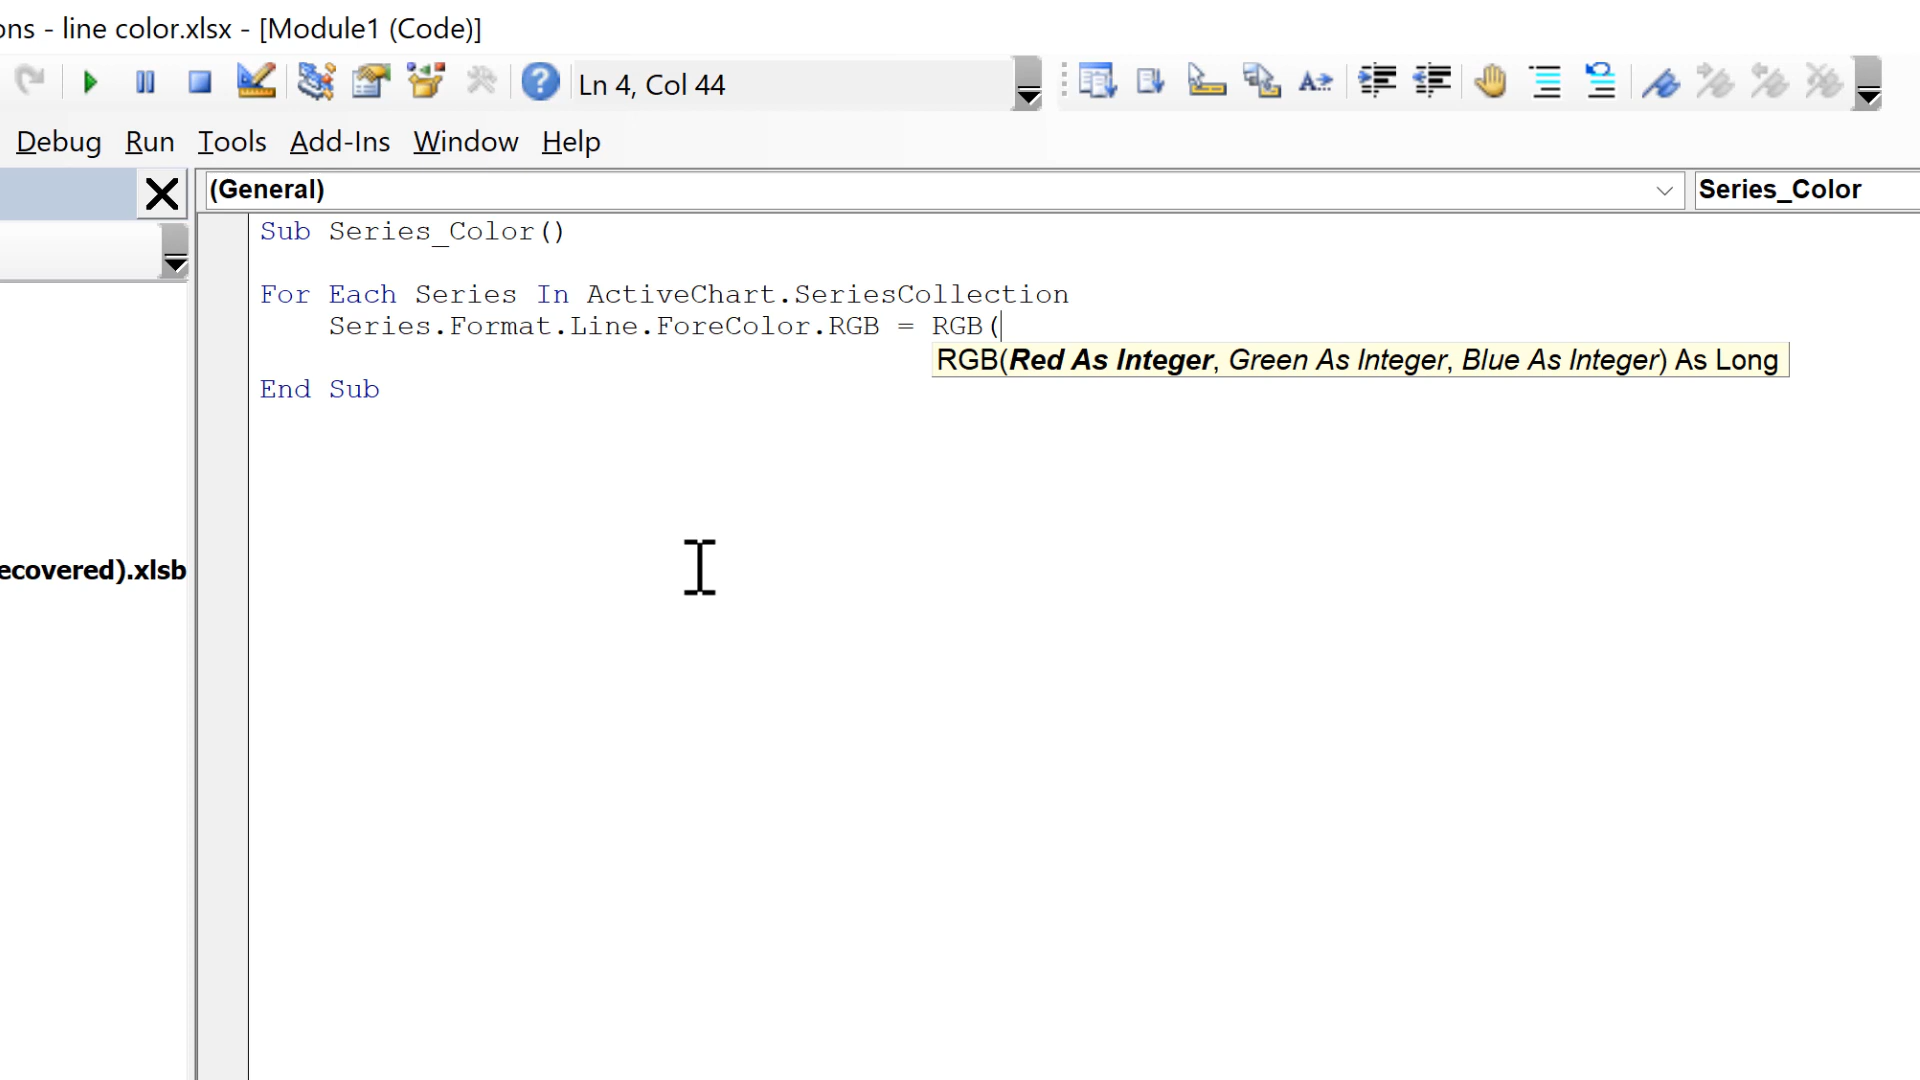 ons - line color.xlsx - [Module1 (Code)]
Ln 4, Col 44
Debug Run Tools Add-Ins Window Help
(General) Series_Color
Sub Series_Color()
For Each Series In ActiveChart.SeriesCollection
Series.Format.Line.ForeColor.RGB = RGB(
RGB(Red As Integer, Green As Integer, Blue As Integer) As Long
End Sub
ecovered).xlsb